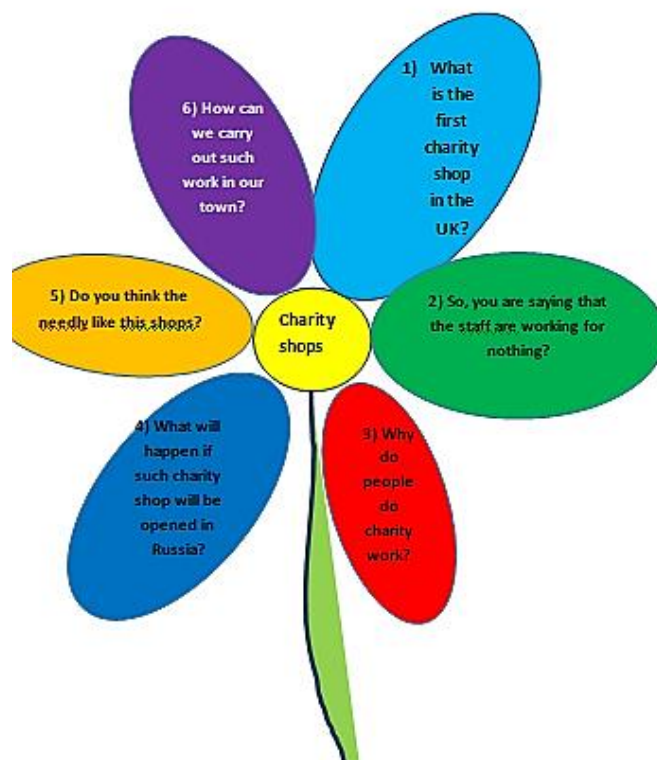 Charity
shops
1) What
is the
first
charity
shop
in the
UK?
2) So, you are saying that
the staff are working for
nothing?
3) Why
do
people
do
charity
work?
4) What will
happen if
such charity
shop will be
opened in
Russia?
5) Do you think the
needly like this shops?
6) How can
we carry
out such
work in our
town?